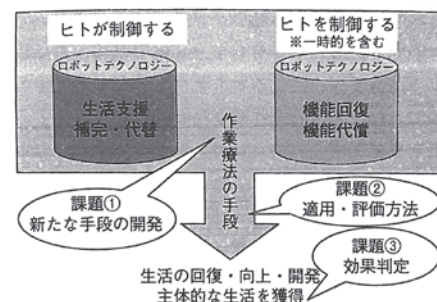 ヒトが制御する
ロボットテクノロジー
生活支援
補完・代替
ヒトを制御する
※一時的を含む
ロボットテクノロジー
機能回復
機能代償
作業療法の手段
課題①
新たな手段の開発
課題②
適用・評価方法
課題③
効果判定
生活の回復・向上・開発
主体的な生活を獲得